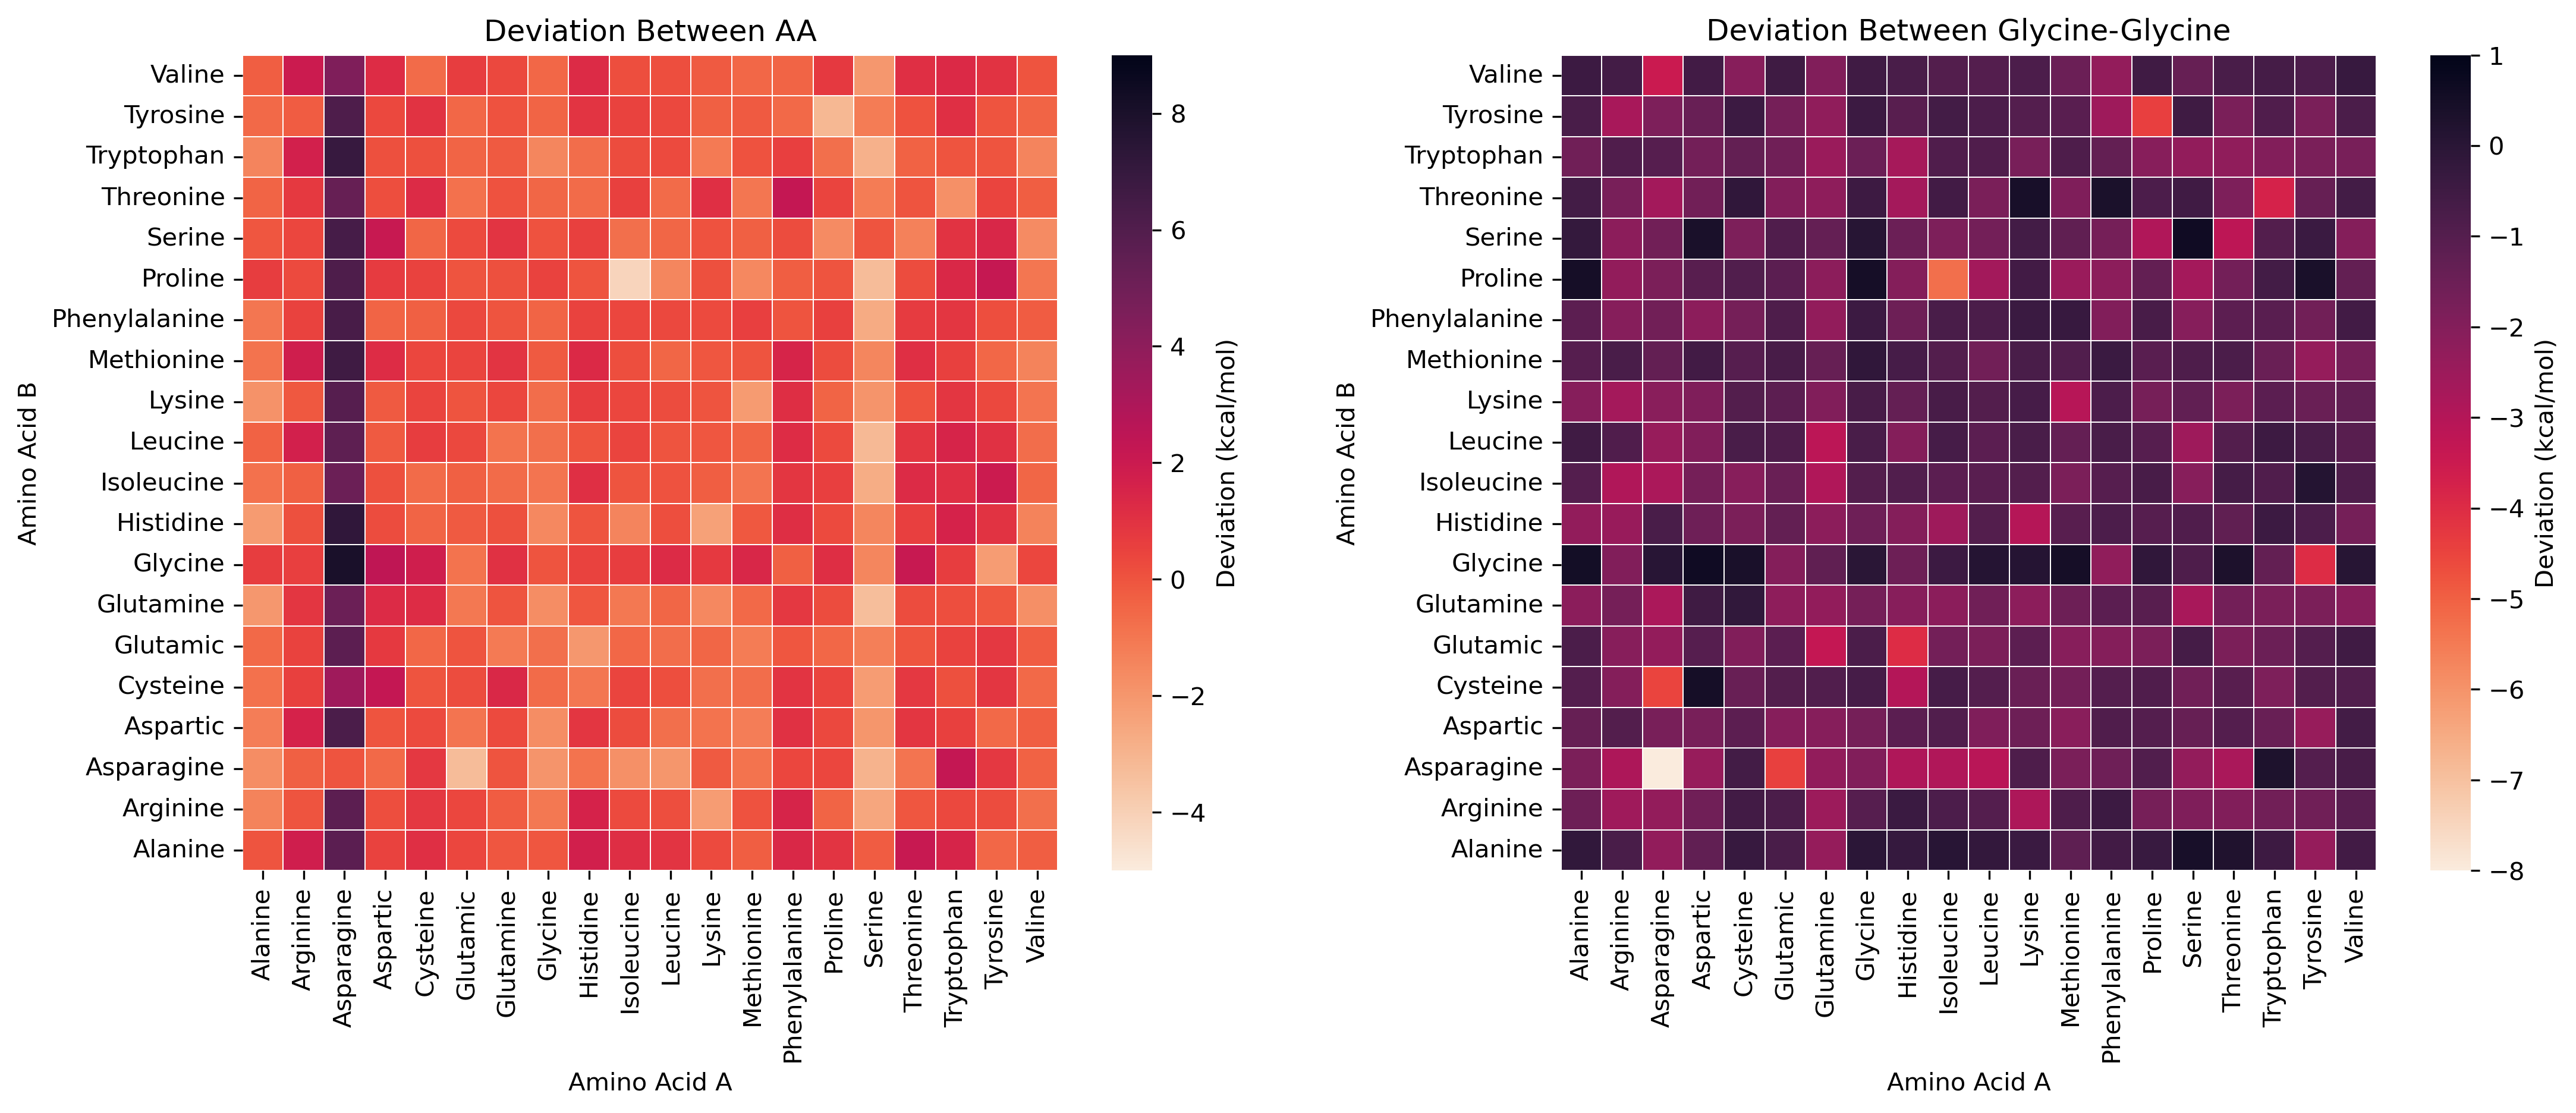 Deviation Between AA
Amino Acid B
Valine
Tyrosine
Tryptophan
Threonine
Serine
Proline
Phenylalanine
Methionine
Lysine
Leucine
Isoleucine
Histidine
Glycine
Glutamine
Glutamic
Cysteine
Aspartic
Asparagine
Arginine
Alanine
Alanine
Arginine
Asparagine
Aspartic
Cysteine
Glutamic
Glutamine
Glycine
Histidine
Isoleucine
Leucine
Lysine
Methionine
Phenylalanine
Proline
Serine
Threonine
Tryptophan
Tyrosine
Valine
Amino Acid A
8
6
4
2
0
−2
−4
Deviation (kcal/mol)
Deviation Between Glycine-Glycine
Amino Acid B
Valine
Tyrosine
Tryptophan
Threonine
Serine
Proline
Phenylalanine
Methionine
Lysine
Leucine
Isoleucine
Histidine
Glycine
Glutamine
Glutamic
Cysteine
Aspartic
Asparagine
Arginine
Alanine
Alanine
Arginine
Asparagine
Aspartic
Cysteine
Glutamic
Glutamine
Glycine
Histidine
Isoleucine
Leucine
Lysine
Methionine
Phenylalanine
Proline
Serine
Threonine
Tryptophan
Tyrosine
Valine
Amino Acid A
1
0
−1
−2
−3
−4
−5
−6
−7
−8
Deviation (kcal/mol)